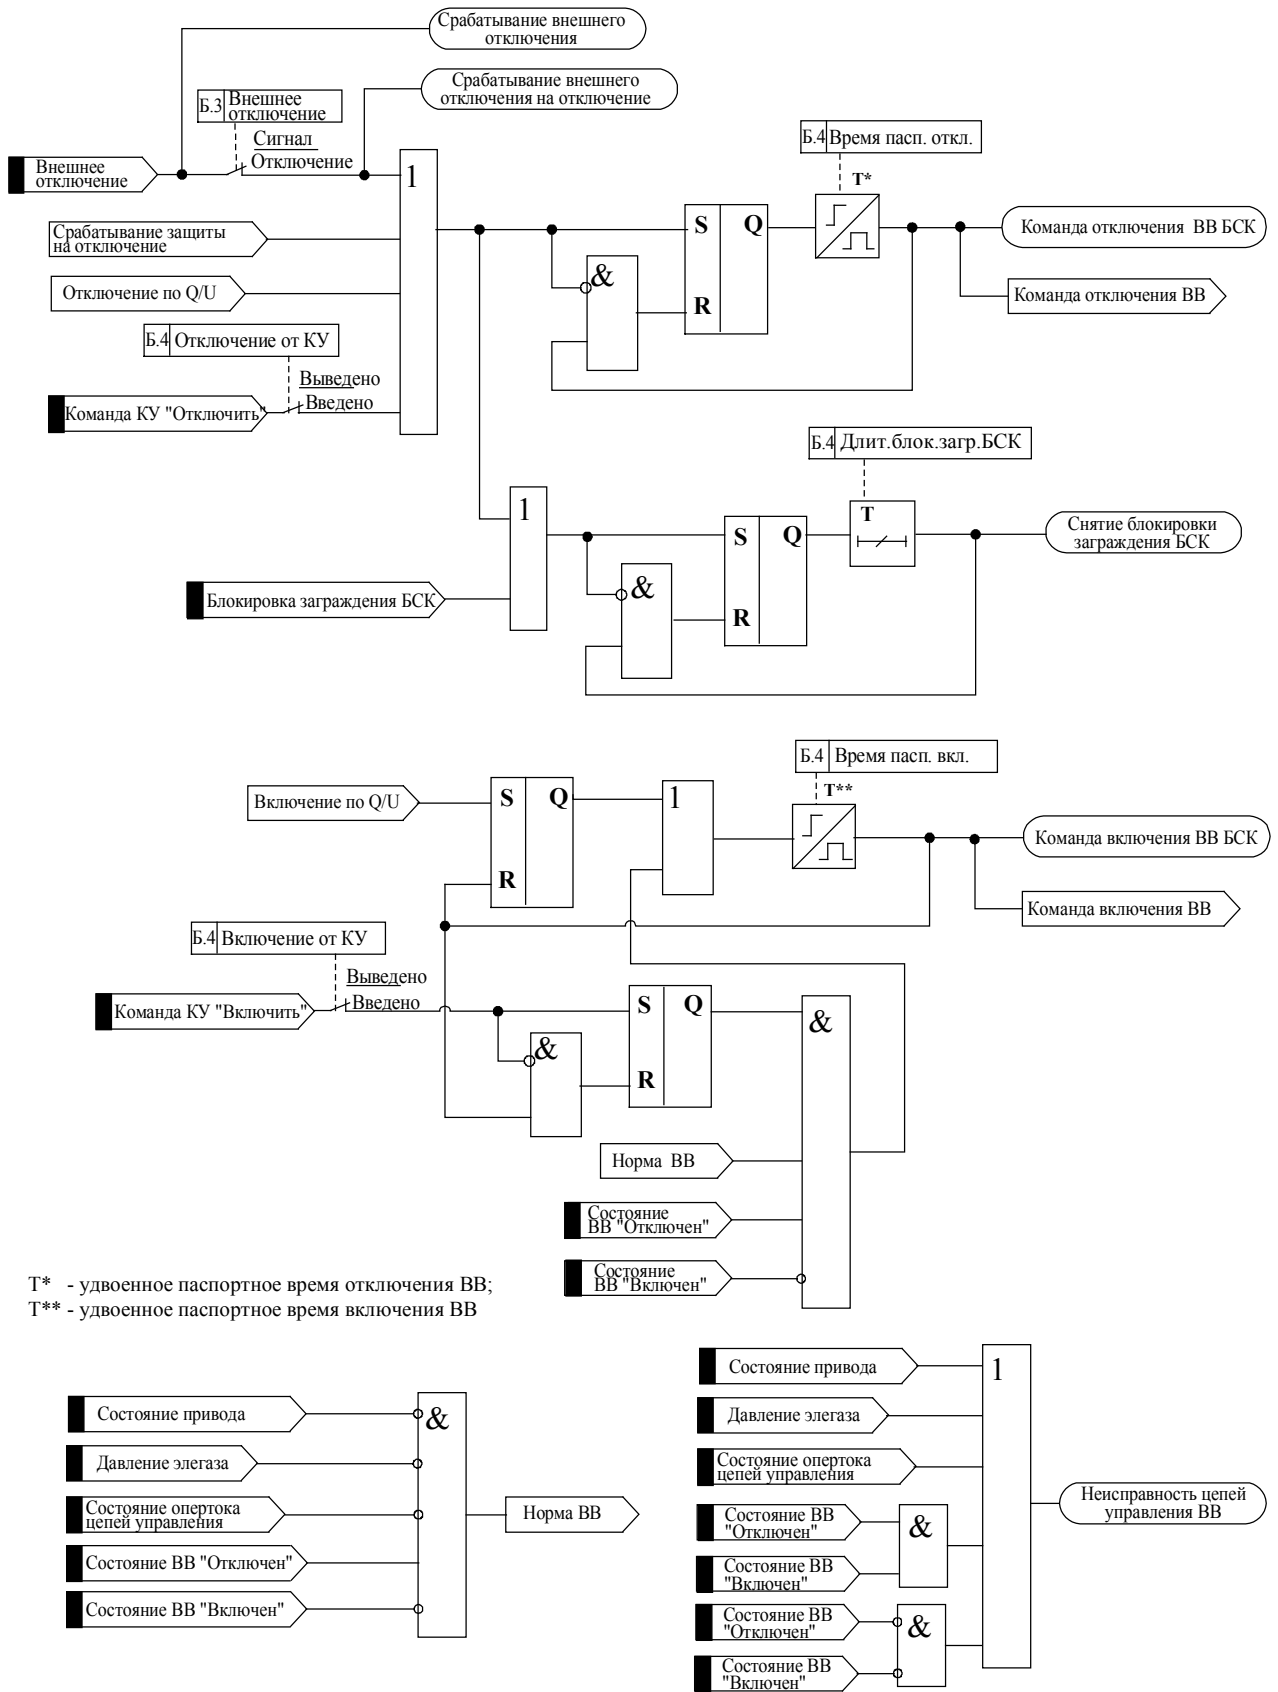 Срабатывание внешнего
отключения
Срабатывание внешнего
отключения на отключение
Б.3 Внешнее
отключение
Сигнал
Отключение
Внешнее
отключение
1
Б.4 Время пасп. откл.
T*
Срабатывание защиты
на отключение
S Q
R
&
Команда отключения ВВ БСК
Отключение по Q/U
Команда отключения ВВ
Б.4 Отключение от КУ
Выведено
Введено
Команда КУ "Отключить"
Б.4 Длит.блок.загр.БСК
1
T
S Q
R
&
Снятие блокировки
заграждения БСК
Блокировка заграждения БСК
Б.4 Время пасп. вкл.
T**
Включение по Q/U
S Q
R
1
Команда включения ВВ БСК
Команда включения ВВ
Б.4 Включение от КУ
Выведено
Введено
Команда КУ "Включить"
S Q
R
&
&
Норма ВВ
Состояние
ВВ "Отключен"
Состояние
ВВ "Включен"
T* - удвоенное паспортное время отключения ВВ;
T** - удвоенное паспортное время включения ВВ
Состояние привода
Давление элегаза
Состояние опертока
цепей управления
Состояние ВВ "Отключен"
Состояние ВВ "Включен"
&
Норма ВВ
Состояние привода
Давление элегаза
Состояние опертока
цепей управления
Состояние ВВ
"Отключен"
Состояние ВВ
"Включен"
&
Состояние ВВ
"Отключен"
Состояние ВВ
"Включен"
&
1
Неисправность цепей
управления ВВ